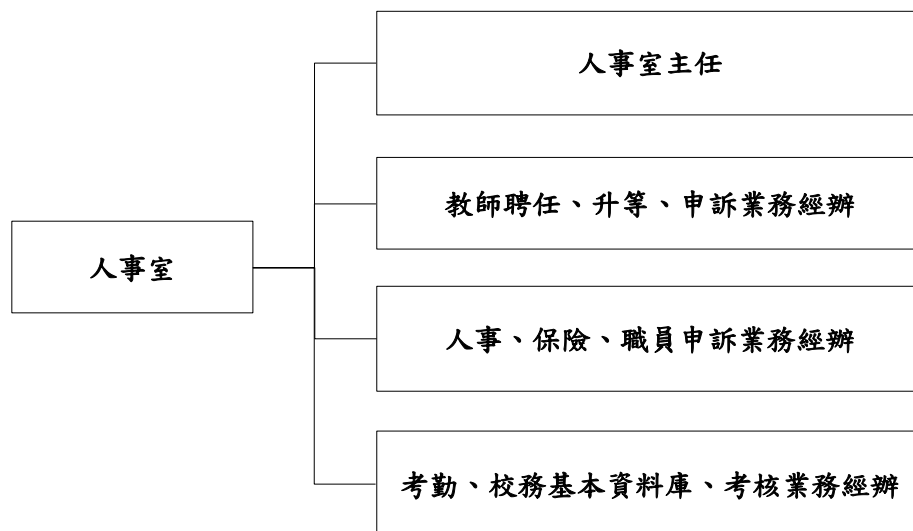 人事室
人事室主任
教師聘任、升等、申訴業務經辦
人事、保險、職員申訴業務經辦
考勤、校務基本資料庫、考核業務經辦